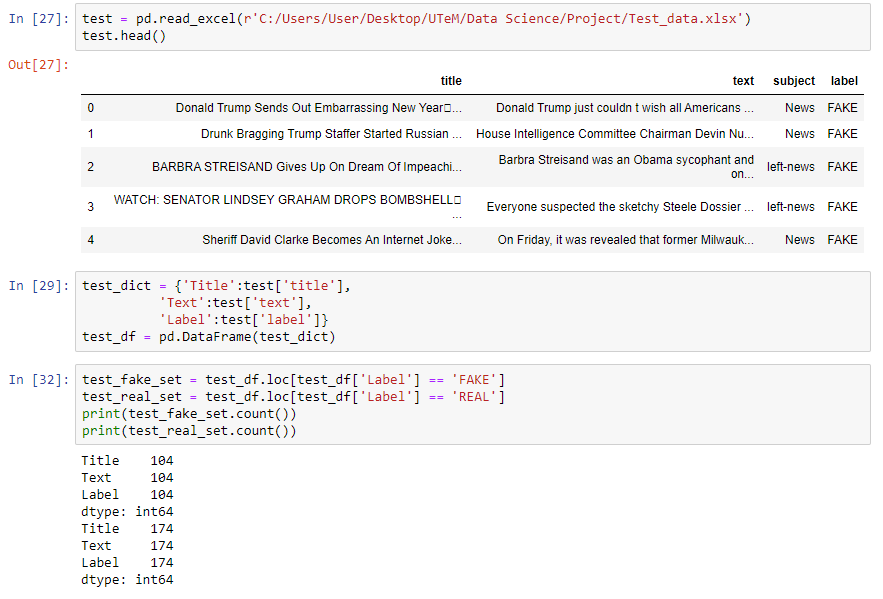 In [27]: test = pd.read_excel(r'C:/Users/User/Desktop/UTeM/Data Science/Project/Test_data.xlsx')
test.head()
Out[27]:
title text subject label
0 Donald Trump Sends Out Embarrassing New Year□... Donald Trump just couldn t wish all Americans ... News FAKE
1 Drunk Bragging Trump Staffer Started Russian ... House Intelligence Committee Chairman Devin Nu... News FAKE
2 BARBRA STREISAND Gives Up On Dream Of Impeachi... Barbra Streisand was an Obama sycophant and
on... left-news FAKE
3 WATCH: SENATOR LINDSEY GRAHAM DROPS BOMBSHELL□
... Everyone suspected the sketchy Steele Dossier ... left-news FAKE
4 Sheriff David Clarke Becomes An Internet Joke... On Friday, it was revealed that former Milwauk... News FAKE
In [29]: test_dict = {'Title':test['title'],
'Text':test['text'],
'Label':test['label']}
test_df = pd.DataFrame(test_dict)
In [32]: test_fake_set = test_df.loc[test_df['Label'] == 'FAKE']
test_real_set = test_df.loc[test_df['Label'] == 'REAL']
print(test_fake_set.count())
print(test_real_set.count())
Title 104
Text 104
Label 104
dtype: int64
Title 174
Text 174
Label 174
dtype: int64